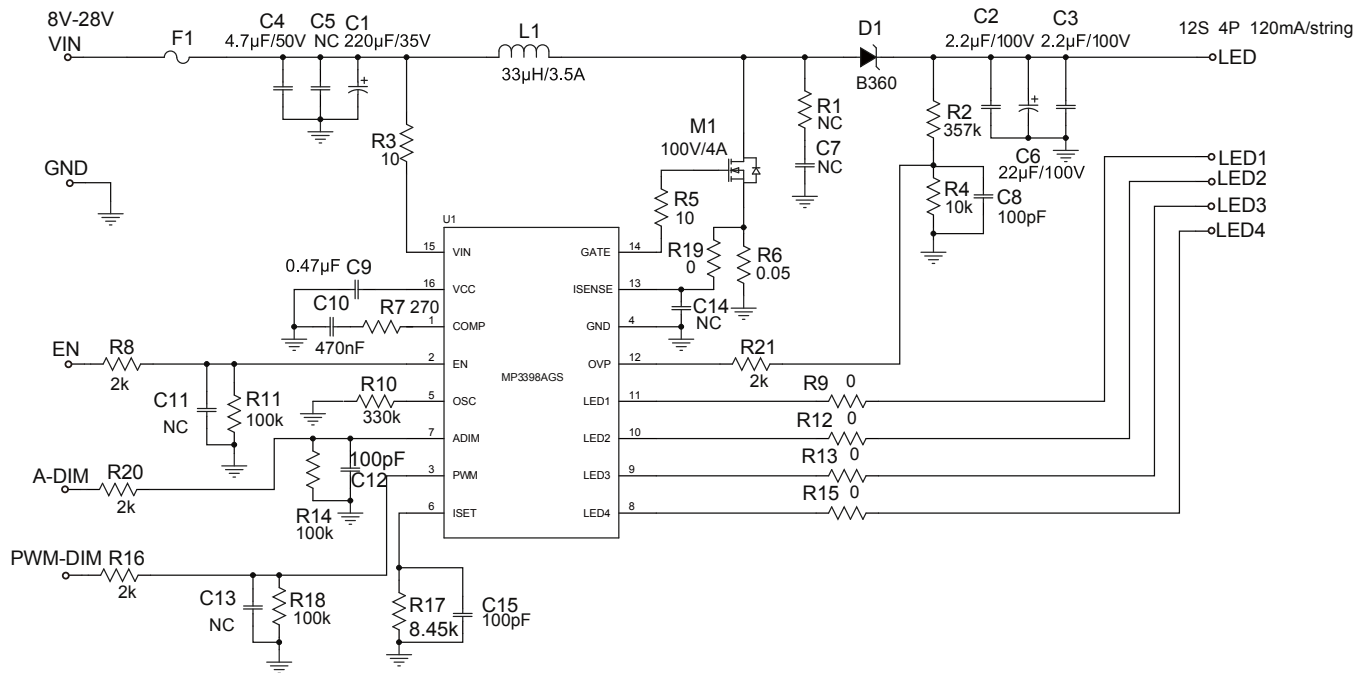 8V-28V
VIN
F1
C4
4.7µF/50V
C5
NC
C1
220µF/35V
L1
33µH/3.5A
D1
B360
C2
2.2µF/100V
C3
2.2µF/100V
12S 4P 120mA/string
LED
R3
10
M1
100V/4A
R1
NC
C7
NC
R2
357k
C6
22µF/100V
GND
R4
10k
C8
100pF
LED1
LED2
LED3
LED4
R5
10
U1
R19
0
R6
0.05
15 VIN GATE 14
0.47µF C9
16 VCC ISENSE 13
C10
R7 270
470nF
1 COMP GND 4
C14
NC
EN
R8
2k
2 EN OVP 12
R21
2k
MP3398AGS
C11
NC
R11
100k
R10
330k
5 OSC LED1 11
R9 0
7 ADIM LED2 10
R12 0
A-DIM
R20
2k
100pF
C12
3 PWM LED3 9
R13 0
R14
100k
6 ISET LED4 8
R15 0
PWM-DIM
R16
2k
C13
NC
R18
100k
R17
8.45k
C15
100pF